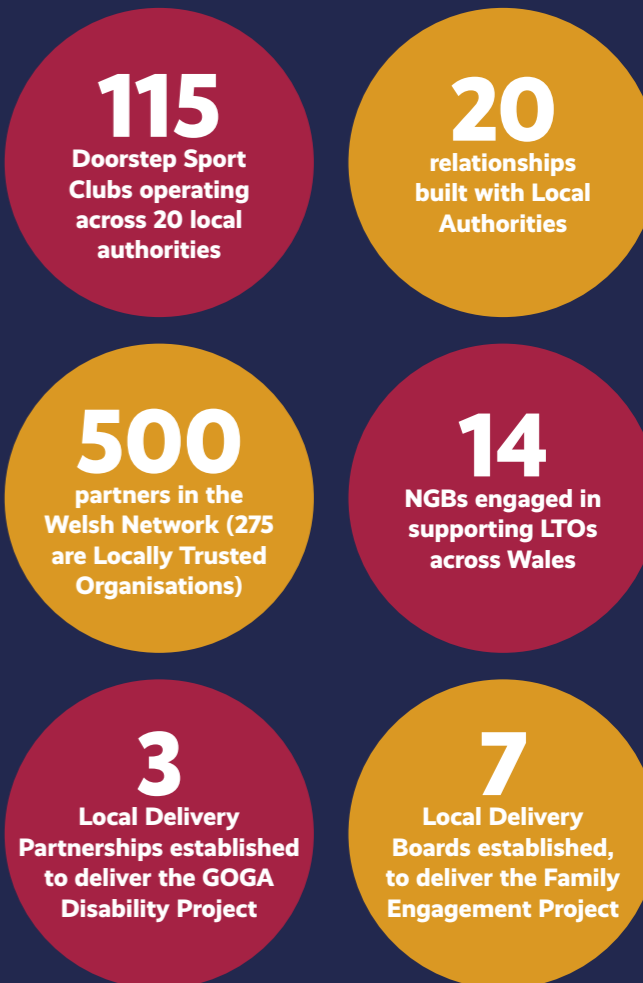 115
Doorstep Sport
Clubs operating
across 20 local
authorities
20
relationships
built with Local
Authorities
500
partners in the
Welsh Network (275
are Locally Trusted
Organisations)
14
NGBs engaged in
supporting LTOs
across Wales
3
Local Delivery
Partnerships established
to deliver the GOGA
Disability Project
7
Local Delivery
Boards established,
to deliver the Family
Engagement Project